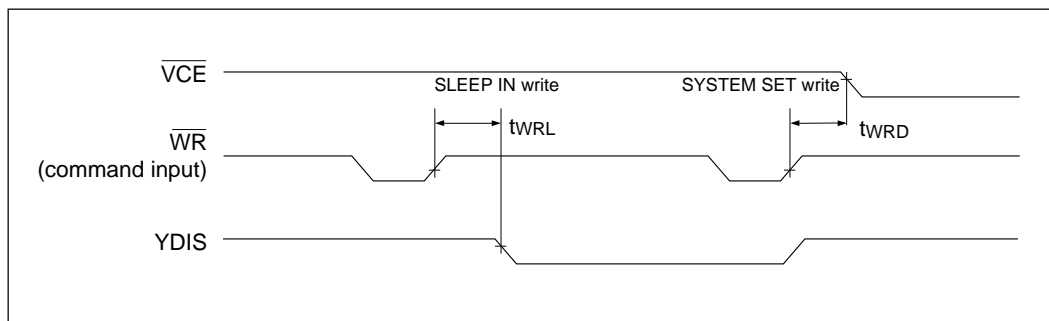 VCE
SLEEP IN write
SYSTEM SET write
tWRL
tWRD
WR
(command input)
YDIS